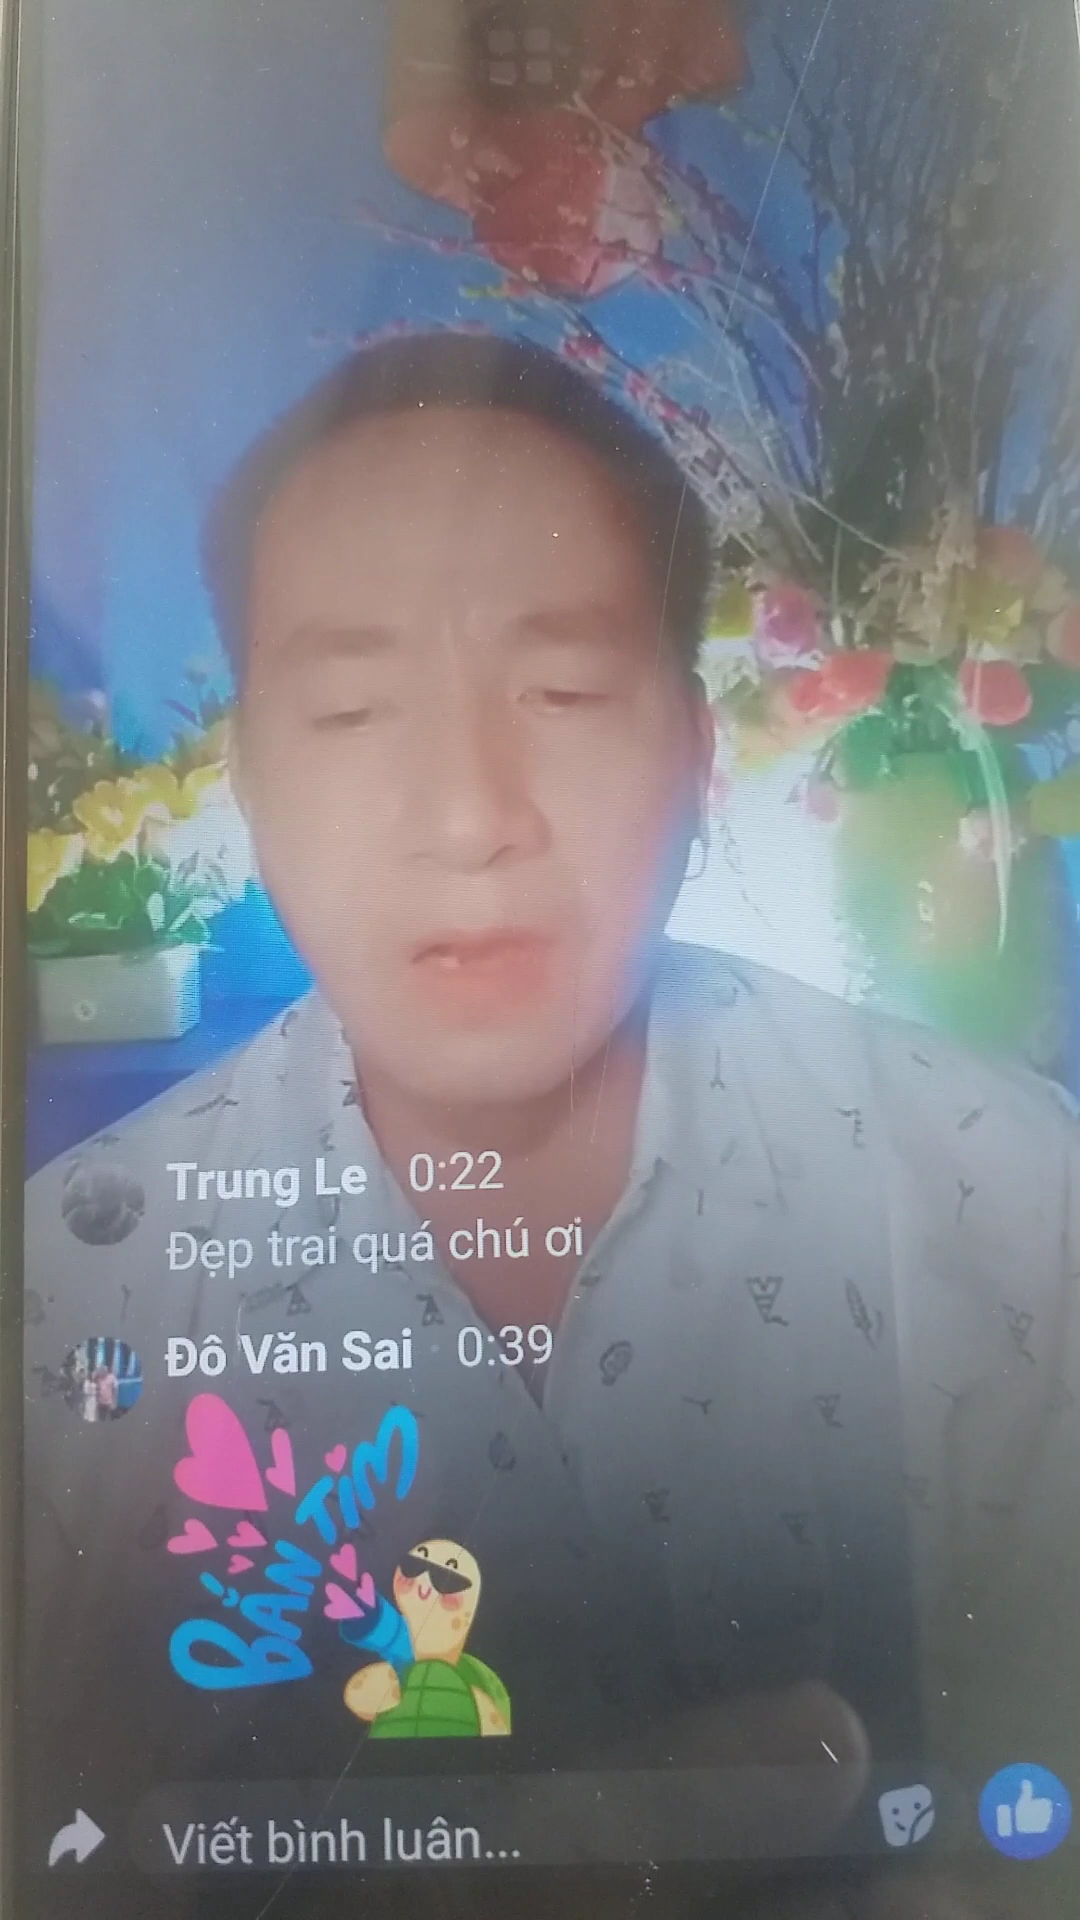 Trung Le 0:22
Đẹp trai quá chú ơi
Đô Văn Sai · 0:39
BẮN TIM
Viết bình luận...